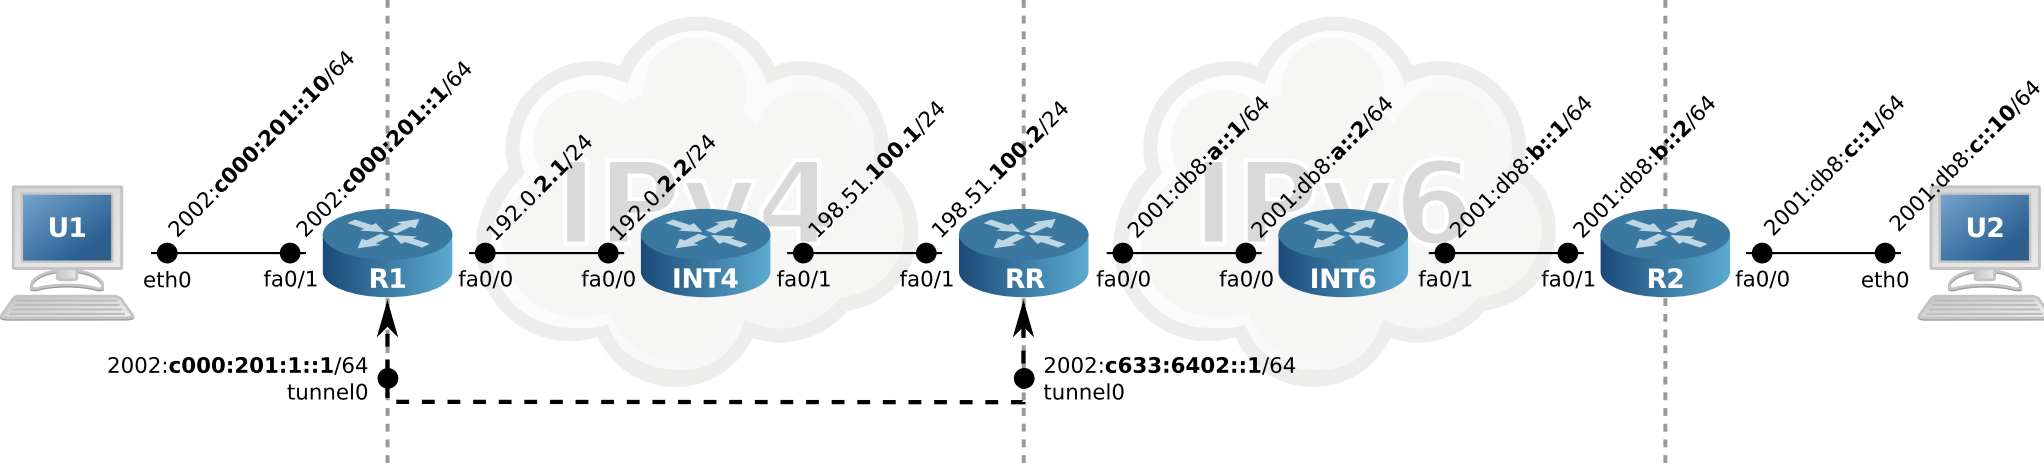 IPv4
IPv6
2002:c000:201::10/64
2002:c000:201::1/64
192.0.2.1/24
192.0.2.2/24
198.51.100.1/24
198.51.100.2/24
2001:db8:a::1/64
2001:db8:a::2/64
2001:db8:b::1/64
2001:db8:b::2/64
2001:db8:c::1/64
2001:db8:c::10/64
U1
R1
INT4
RR
INT6
R2
U2
eth0
fa0/1
fa0/0
fa0/0
fa0/1
fa0/1
fa0/0
fa0/0
fa0/1
fa0/1
fa0/0
eth0
2002:c000:201:1::1/64
tunnel0
2002:c633:6402::1/64
tunnel0